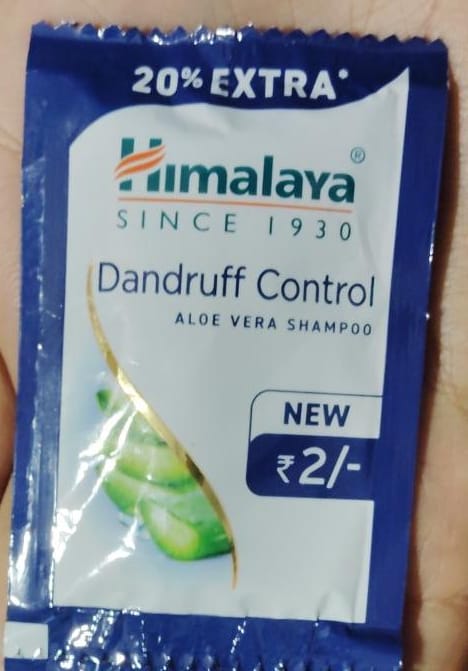 20% EXTRA*
Himalaya®
SINCE 1930
Dandruff Control
ALOE VERA SHAMPOO
NEW
₹2/-